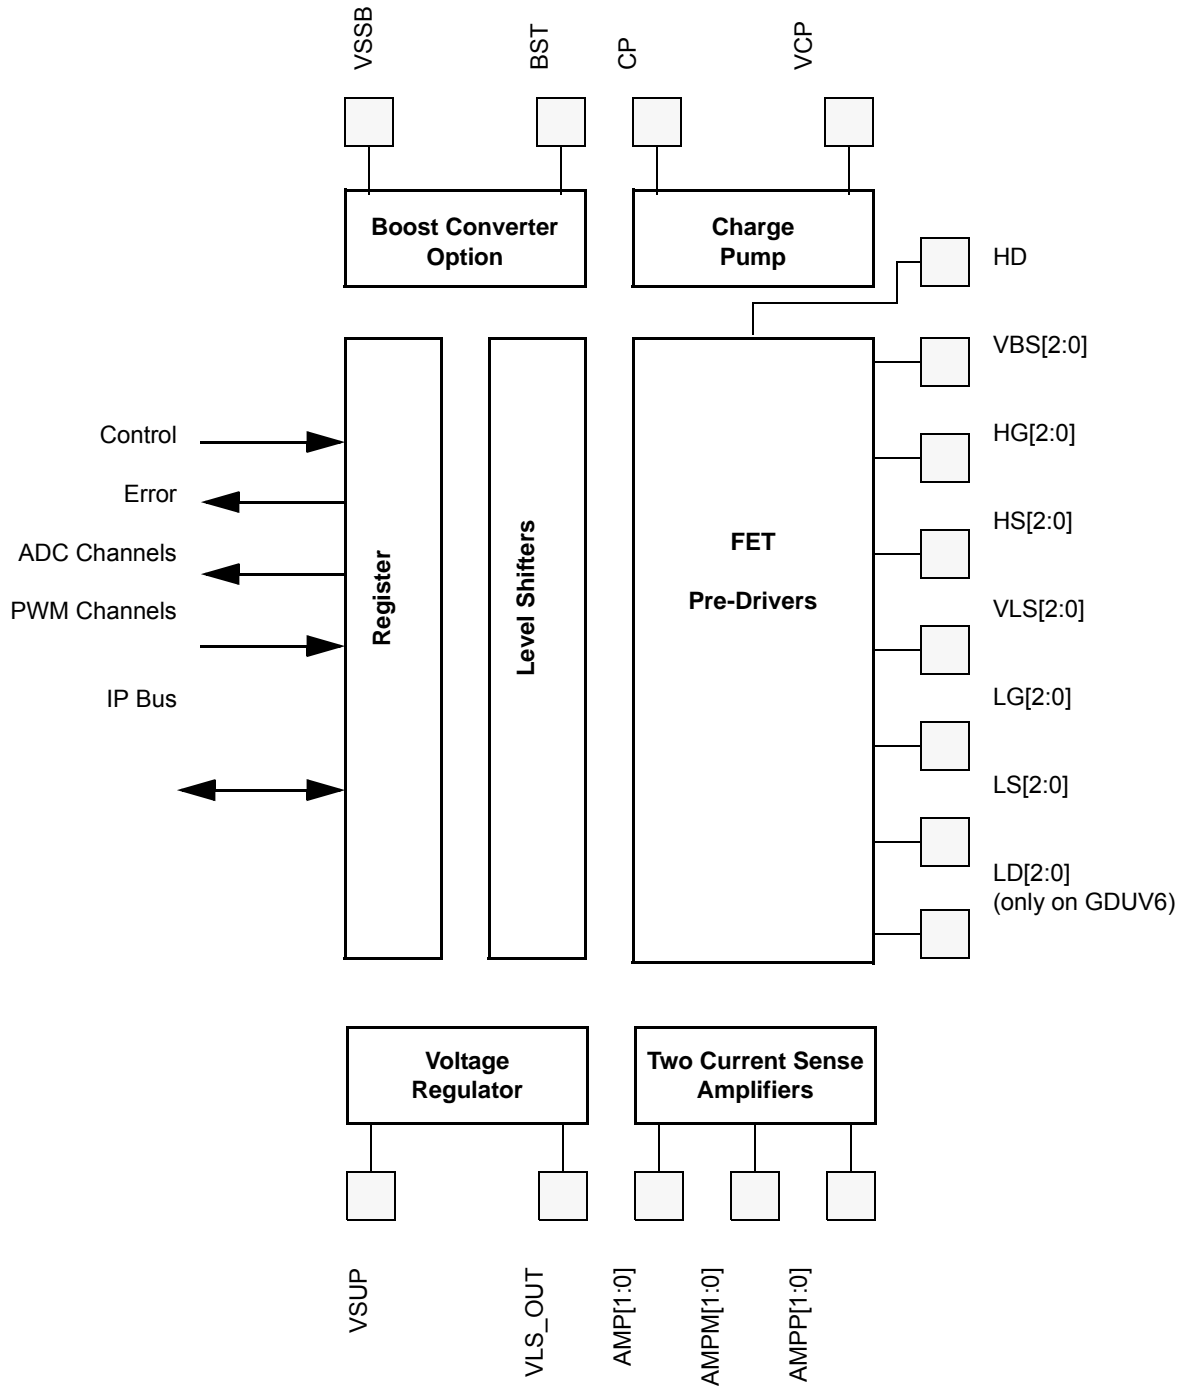 VSSB
BST
CP
VCP
Boost Converter
Option
Charge
Pump
HD
VBS[2:0]
HG[2:0]
HS[2:0]
VLS[2:0]
LG[2:0]
LS[2:0]
LD[2:0]
(only on GDUV6)
Control
Error
ADC Channels
PWM Channels
IP Bus
Register
Level Shifters
FET
Pre-Drivers
Voltage
Regulator
Two Current Sense
Amplifiers
VSUP
VLS_OUT
AMP[1:0]
AMPM[1:0]
AMPP[1:0]